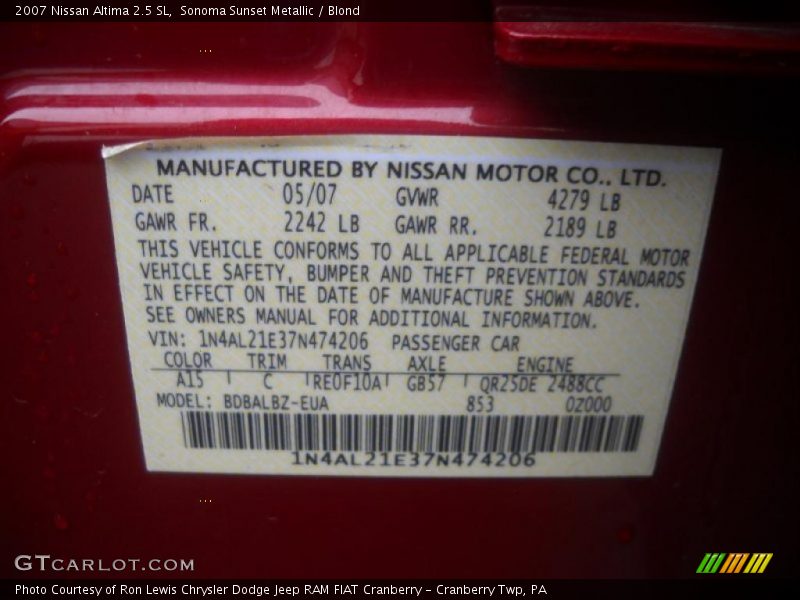 2007 Nissan Altima 2.5 SL,  Sonoma Sunset Metallic / Blond
MANUFACTURED BY NISSAN MOTOR CO., LTD.
DATE 05/07 GVWR 4279 LB
GAWR FR. 2242 LB GAWR RR. 2189 LB
THIS VEHICLE CONFORMS TO ALL APPLICABLE FEDERAL MOTOR
VEHICLE SAFETY, BUMPER AND THEFT PREVENTION STANDARDS
IN EFFECT ON THE DATE OF MANUFACTURE SHOWN ABOVE.
SEE OWNERS MANUAL FOR ADDITIONAL INFORMATION.
VIN: 1N4AL21E37N474206 PASSENGER CAR
COLOR TRIM TRANS AXLE ENGINE
A15 C RE0F10A GB57 QR25DE 2488CC
MODEL: BDBALBZ-EUA 853 0Z000
1N4AL21E37N474206
GTCARLOT.COM
Photo Courtesy of Ron Lewis Chrysler Dodge Jeep RAM FIAT Cranberry – Cranberry Twp, PA